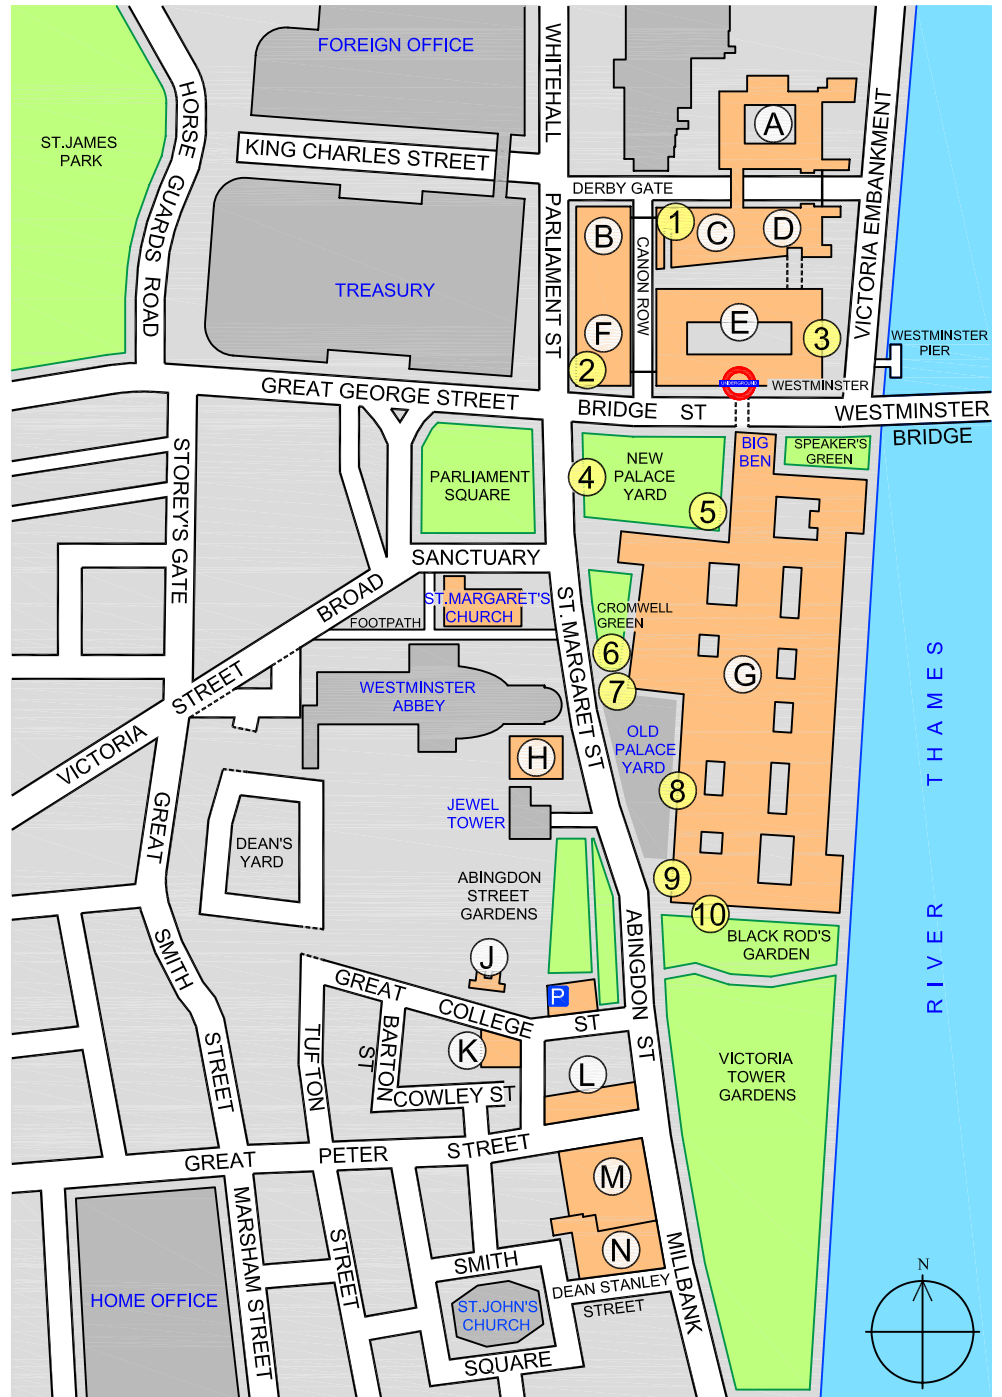 FOREIGN OFFICE
WHITEHALL
HORSE GUARDS ROAD
ST.JAMES
PARK
KING CHARLES STREET
A
DERBY GATE
VICTORIA EMBANKMENT
PARLIAMENT ST
B
CANON ROW
1
C
D
TREASURY
E
F
3
2
WESTMINSTER
PIER
UNDERGROUND
WESTMINSTER
GREAT GEORGE STREET
BRIDGE ST
WESTMINSTER
BRIDGE
STOREYS GATE
PARLIAMENT
SQUARE
4
NEW
PALACE
YARD
5
BIG
BEN
SPEAKER'S
GREEN
SANCTUARY
BROAD
ST.MARGARET'S
CHURCH
FOOTPATH
ST. MARGARET ST
CROMWELL
GREEN
6
7
G
VICTORIA STREET
WESTMINSTER
ABBEY
OLD
PALACE
YARD
RIVER THAMES
H
8
JEWEL
TOWER
GREAT
SMITH
STREET
DEAN'S
YARD
ABINGDON
STREET
GARDENS
9
10
BLACK ROD'S
GARDEN
ABINGDON ST
J
P
GREAT
COLLEGE
ST
TUFTON
STREET
BARTON
ST
K
L
COWLEY ST
VICTORIA
TOWER
GARDENS
GREAT PETER STREET
M
MARSHAM STREET
N
MILLBANK
SMITH
SQUARE
DEAN STANLEY
STREET
HOME OFFICE
ST.JOHN'S
CHURCH
N